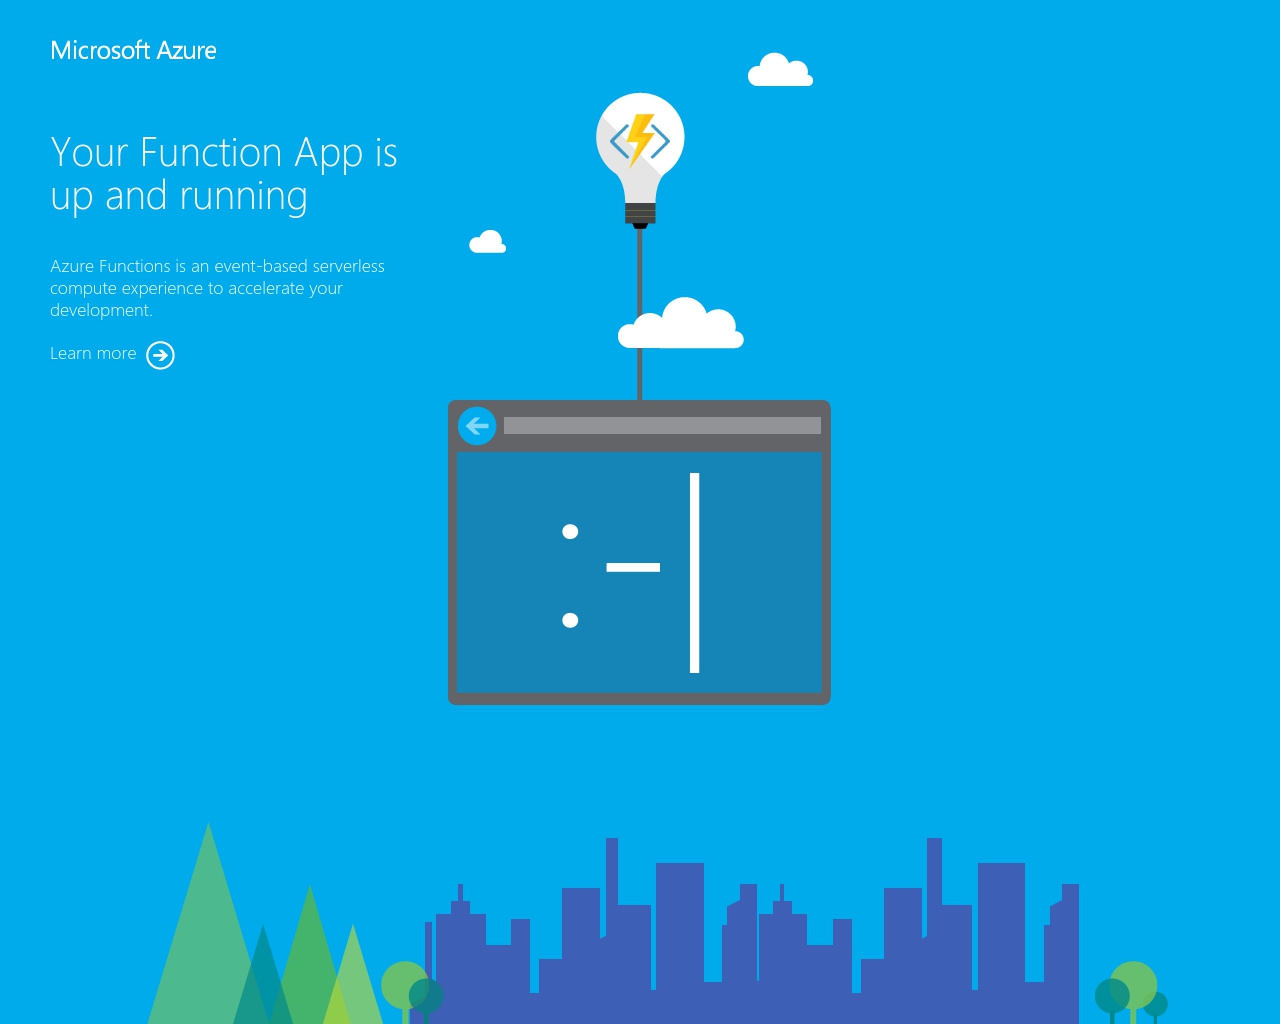 Microsoft Azure
Your Function App is
up and running
Azure Functions is an event-based serverless
compute experience to accelerate your
development.
Learn more
:-|